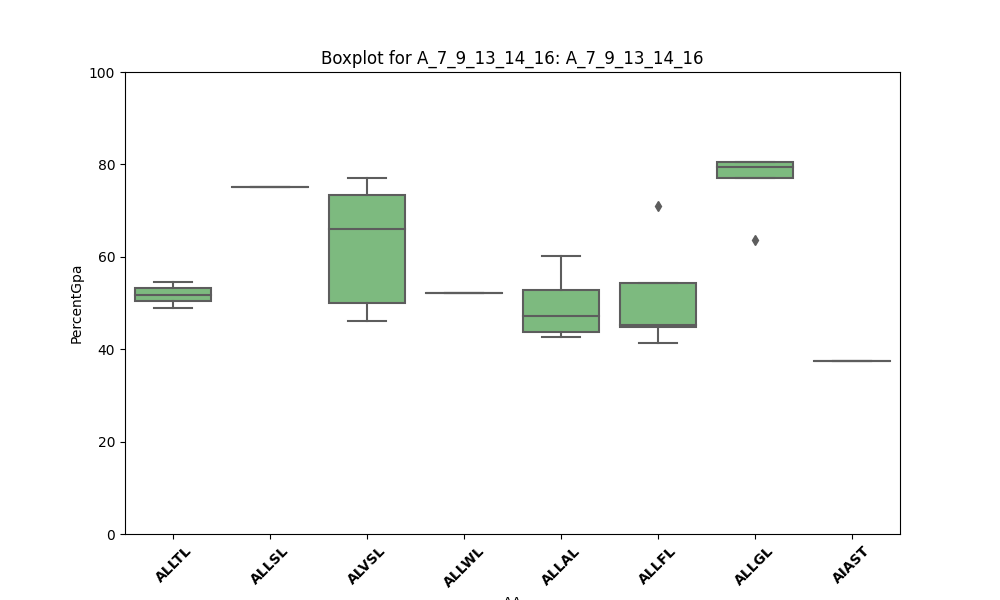 Boxplot for A_7_9_13_14_16: A_7_9_13_14_16
100
80
60
40
20
0
PercentGpa
ALLTL
ALLSL
ALVSL
ALLWL
ALLAL
ALLFL
ALLGL
AIAST